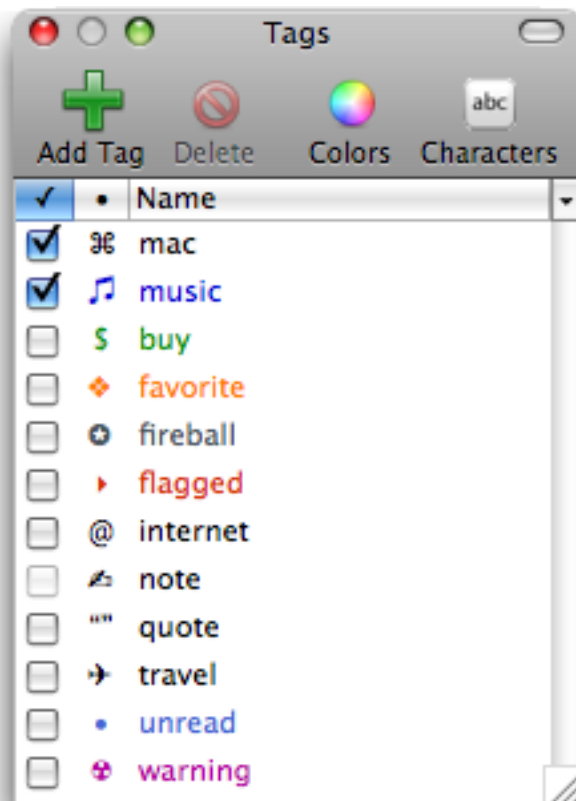 Tags
abc
Add Tag Delete Colors Characters
✓ • Name
⌘ mac
♫ music
$ buy
❖ favorite
✪ fireball
‣ flagged
@ internet
✍ note
“” quote
✈ travel
• unread
☢ warning